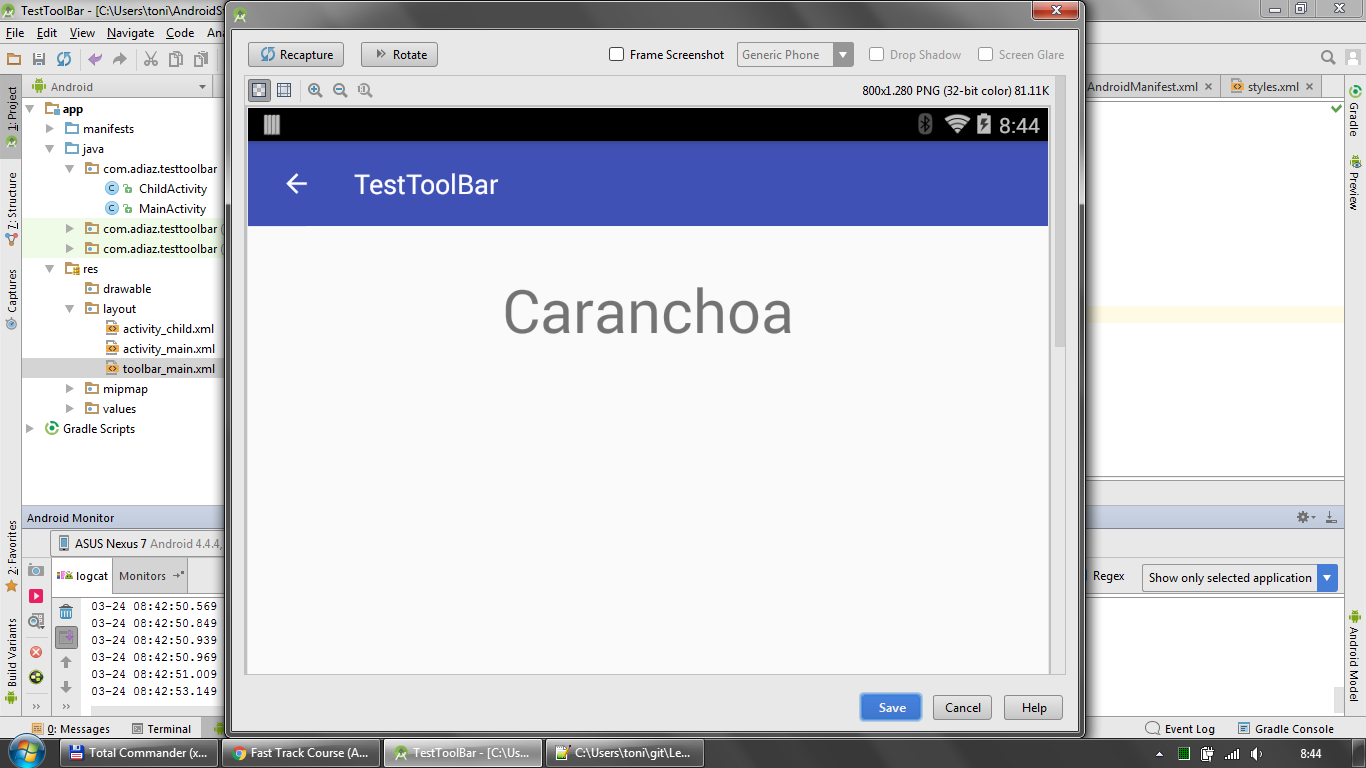 TestToolBar - [C:\Users\toni\AndroidS
File Edit View Navigate Code An
Recapture Rotate Frame Screenshot Generic Phone Drop Shadow Screen Glare
Android
AndroidManifest.xml styles.xml
800x1.280 PNG (32-bit color) 81.11K
1: Project
7: Structure
Captures
2: Favorites
Build Variants
app
manifests
java
com.adiaz.testtoolbar
ChildActivity
MainActivity
com.adiaz.testtoolbar (
com.adiaz.testtoolbar (
res
drawable
layout
activity_child.xml
activity_main.xml
toolbar_main.xml
mipmap
values
Gradle Scripts
8:44
TestToolBar
Caranchoa
Gradle
Preview
Android Model
Android Monitor
ASUS Nexus 7 Android 4.4.4,
logcat Monitors
Regex Show only selected application
03-24 08:42:50.569
03-24 08:42:50.849
03-24 08:42:50.939
03-24 08:42:50.969
03-24 08:42:51.009
03-24 08:42:53.149
Save Cancel Help
0: Messages Terminal Event Log Gradle Console
Total Commander (x... Fast Track Course (A... TestToolBar - [C:\Us... C:\Users\toni\git\Le... 8:44